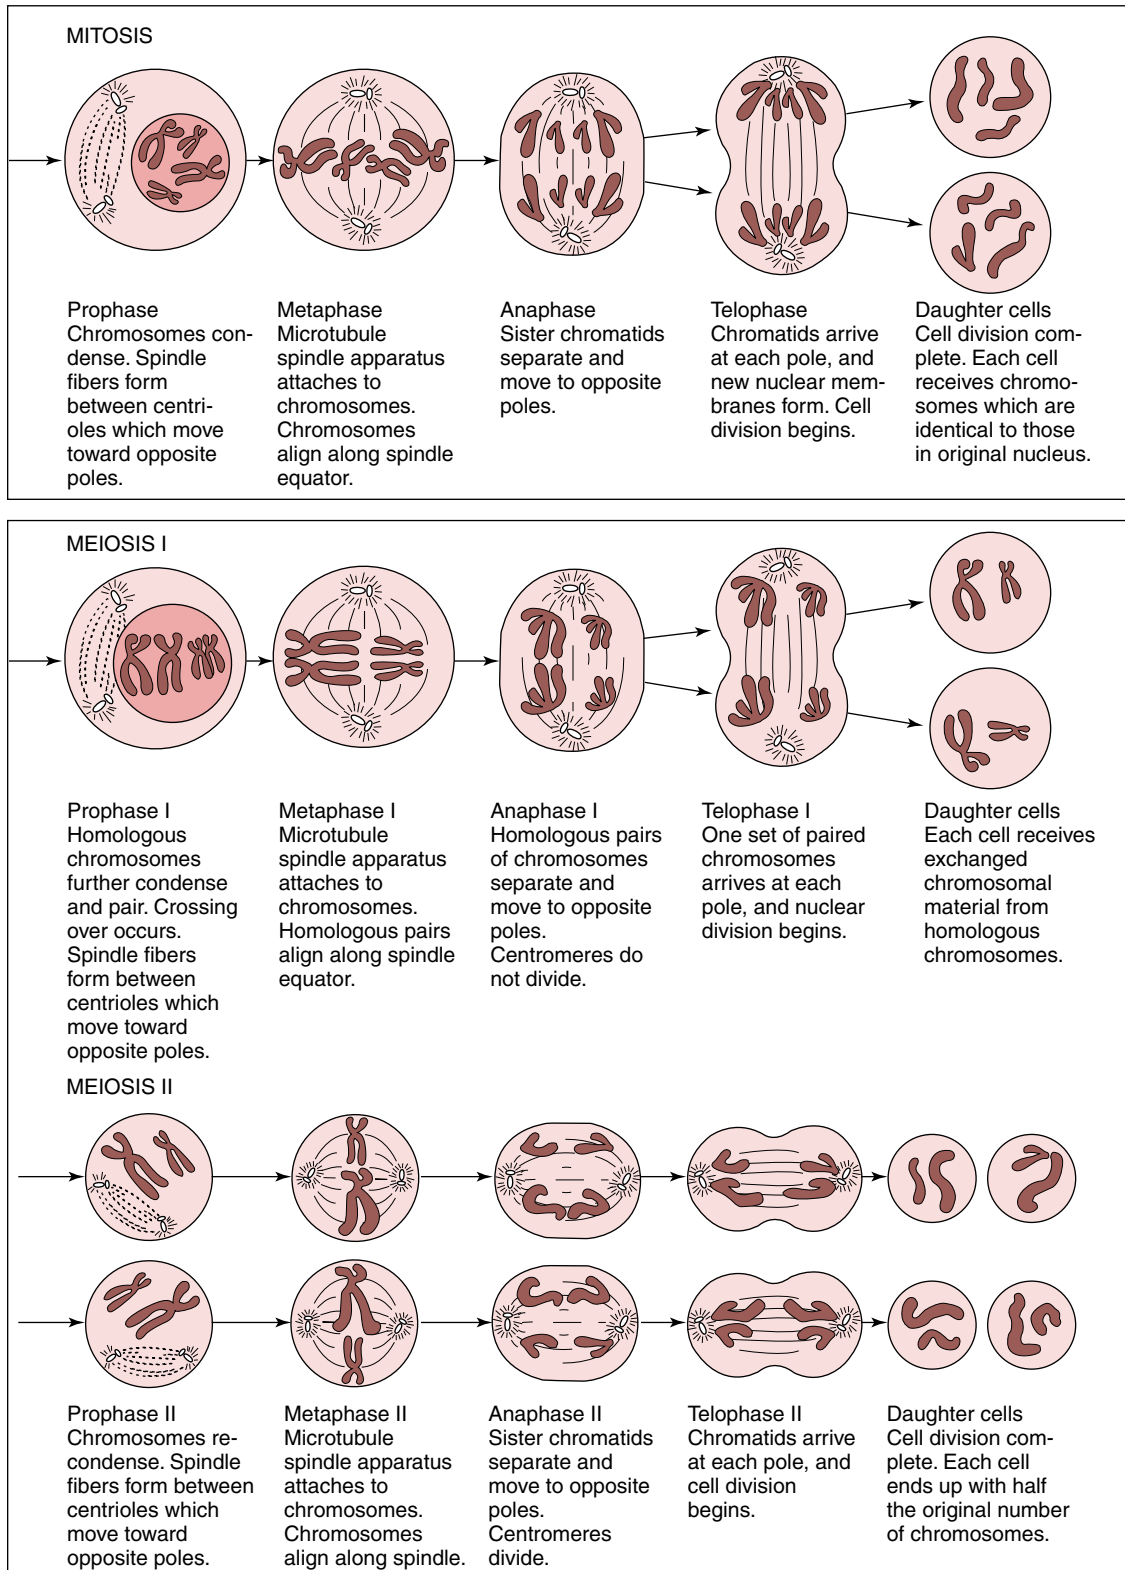 MITOSIS
Prophase
Chromosomes con-
dense. Spindle
fibers form
between centri-
oles which move
toward opposite
poles.
Metaphase
Microtubule
spindle apparatus
attaches to
chromosomes.
Chromosomes
align along spindle
equator.
Anaphase
Sister chromatids
separate and
move to opposite
poles.
Telophase
Chromatids arrive
at each pole, and
new nuclear mem-
branes form. Cell
division begins.
Daughter cells
Cell division com-
plete. Each cell
receives chromo-
somes which are
identical to those
in original nucleus.
MEIOSIS I
Prophase I
Homologous
chromosomes
further condense
and pair. Crossing
over occurs.
Spindle fibers
form between
centrioles which
move toward
opposite poles.
Metaphase I
Microtubule
spindle apparatus
attaches to
chromosomes.
Homologous pairs
align along spindle
equator.
Anaphase I
Homologous pairs
of chromosomes
separate and
move to opposite
poles.
Centromeres do
not divide.
Telophase I
One set of paired
chromosomes
arrives at each
pole, and nuclear
division begins.
Daughter cells
Each cell receives
exchanged
chromosomal
material from
homologous
chromosomes.
MEIOSIS II
Prophase II
Chromosomes re-
condense. Spindle
fibers form between
centrioles which
move toward
opposite poles.
Metaphase II
Microtubule
spindle apparatus
attaches to
chromosomes.
Chromosomes
align along spindle.
Anaphase II
Sister chromatids
separate and
move to opposite
poles.
Centromeres
divide.
Telophase II
Chromatids arrive
at each pole, and
cell division
begins.
Daughter cells
Cell division com-
plete. Each cell
ends up with half
the original number
of chromosomes.